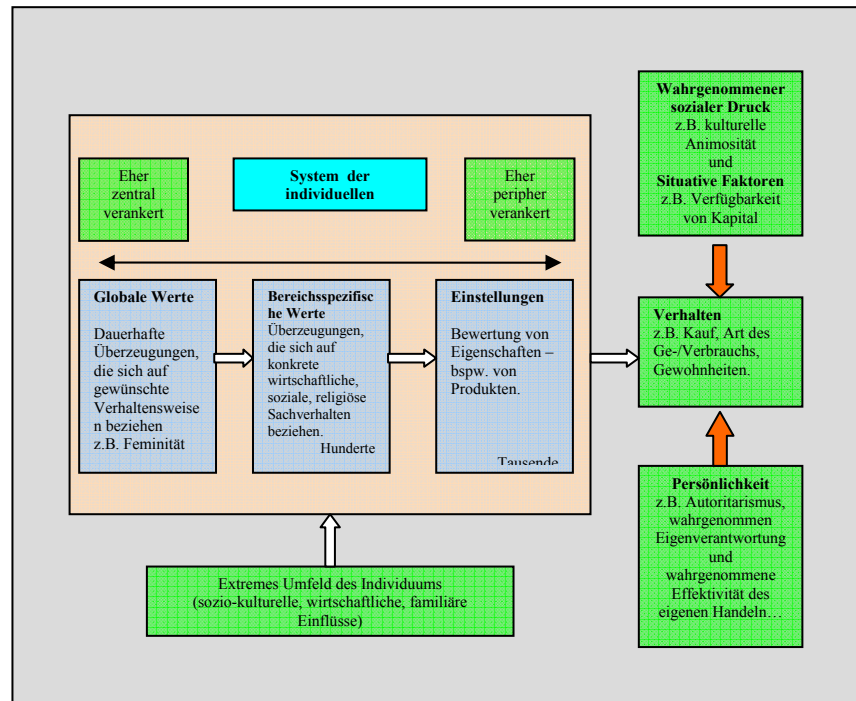 Wahrgenommener
sozialer Druck
z.B. kulturelle
Animosität
und
Situative Faktoren
z.B. Verfügbarkeit
von Kapital
Eher
zentral
verankert
System der
individuellen
Eher
peripher
verankert
Globale Werte
Dauerhafte
Überzeugungen,
die sich auf
gewünschte
Verhaltensweise
n beziehen
z.B. Feminität
Bereichsspezifisc
he Werte
Überzeugungen,
die sich auf
konkrete
wirtschaftliche,
soziale, religiöse
Sachverhalten
beziehen.
Hunderte
Einstellungen
Bewertung von
Eigenschaften –
bspw. von
Produkten.
Tausende
Verhalten
z.B. Kauf, Art des
Ge-/Verbrauchs,
Gewohnheiten.
Persönlichkeit
z.B. Autoritarismus,
wahrgenommen
Eigenverantwortung
und
wahrgenommene
Effektivität des
eigenen Handeln…
Extremes Umfeld des Individuums
(sozio-kulturelle, wirtschaftliche, familiäre
Einflüsse)